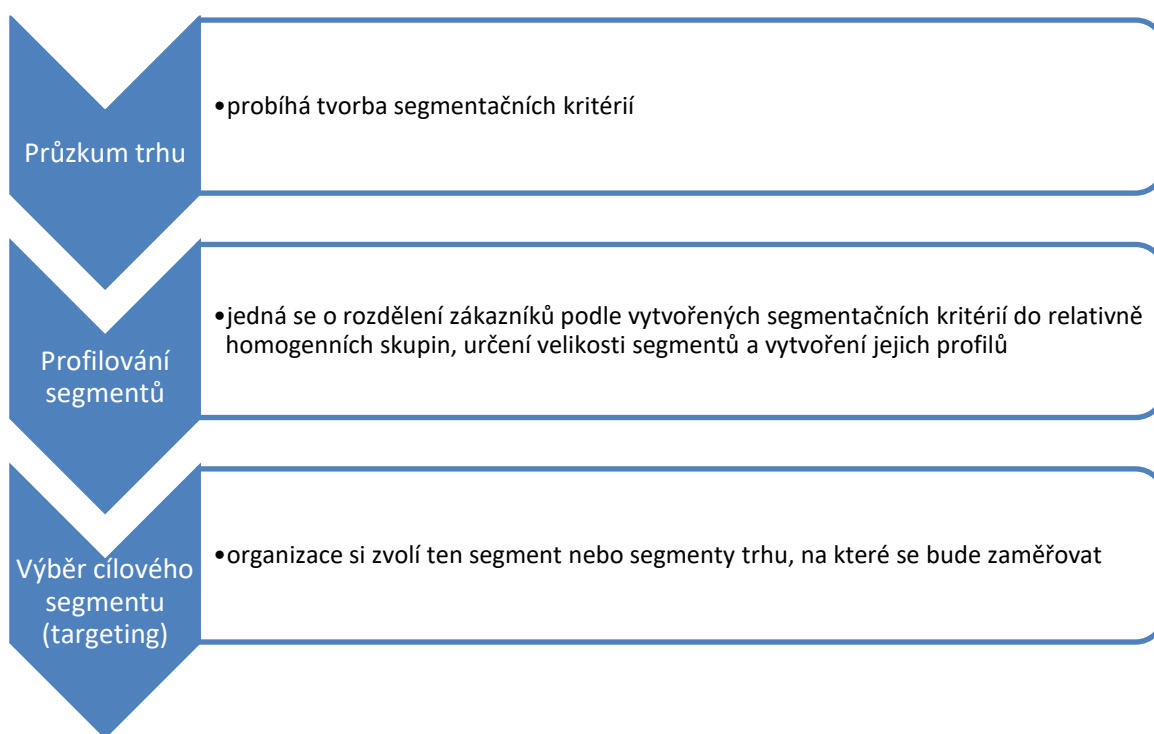 Průzkum trhu
•probíhá tvorba segmentačních kritérií
Profilování
segmentů
•jedná se o rozdělení zákazníků podle vytvořených segmentačních kritérií do relativně
homogenních skupin, určení velikosti segmentů a vytvoření jejich profilů
Výběr cílového
segmentu
(targeting)
•organizace si zvolí ten segment nebo segmenty trhu, na které se bude zaměřovat